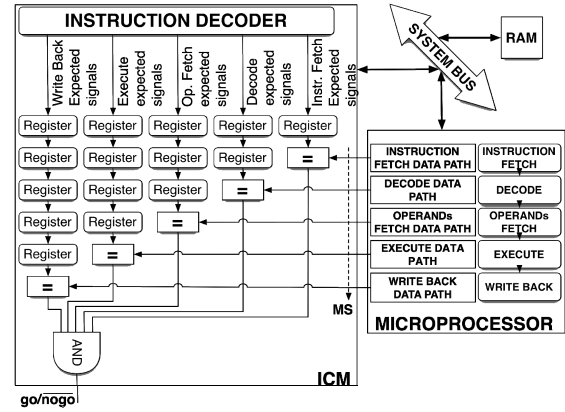 INSTRUCTION DECODER
Write Back
Expected
signals
Execute
expected
signals
Op. Fetch
expected
signals
Decode
expected
signals
Instr. Fetch
Expected
signals
SYSTEM BUS
RAM
Register Register Register Register Register
Register Register Register Register =
Register Register Register =
Register Register =
Register =
=
AND
go/nogo
MS
ICM
INSTRUCTION
FETCH DATA PATH
INSTRUCTION
FETCH
DECODE DATA
PATH
DECODE
OPERANDs
FETCH DATA PATH
OPERANDs
FETCH
EXECUTE DATA
PATH
EXECUTE
WRITE BACK
DATA PATH
WRITE BACK
MICROPROCESSOR